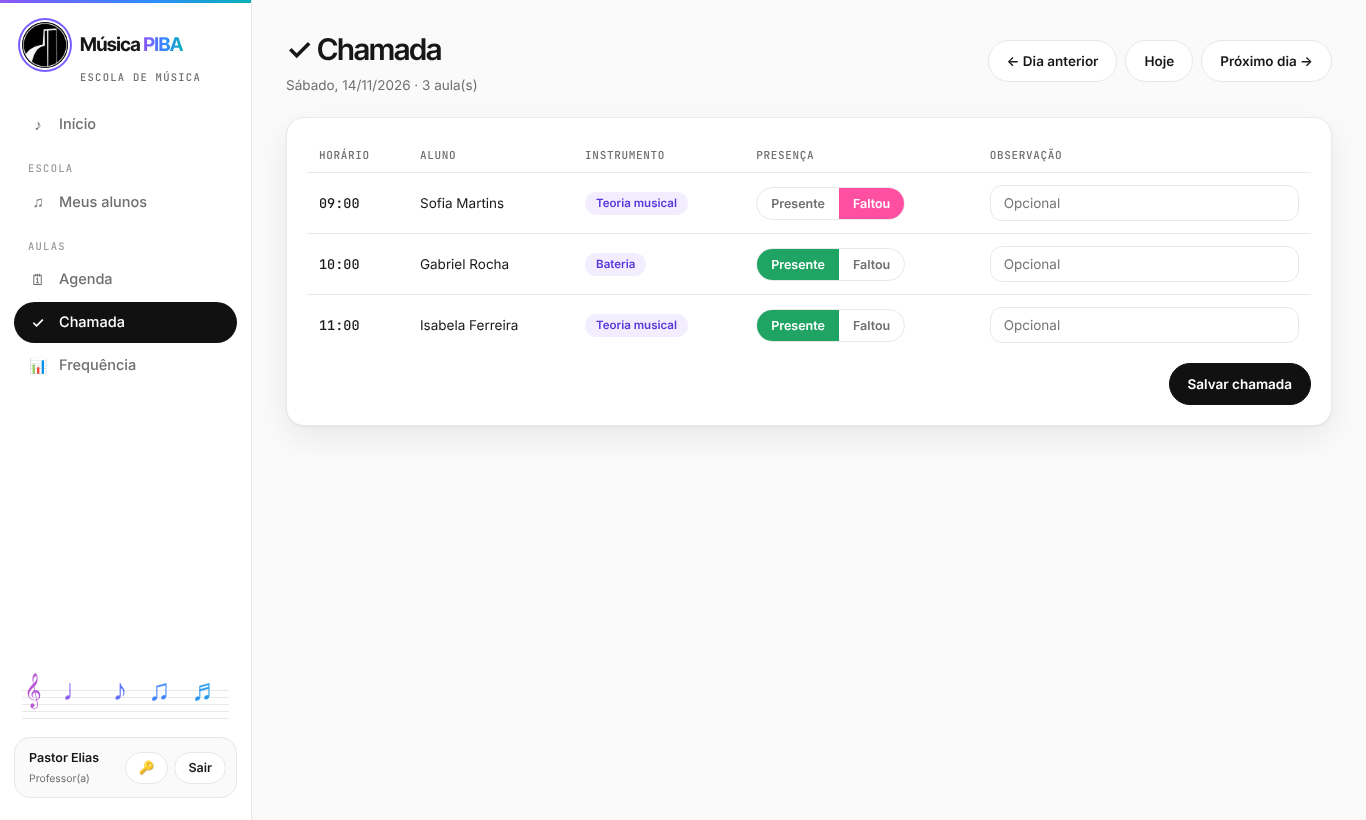 Música PIBA
ESCOLA DE MÚSICA
Início
ESCOLA
Meus alunos
AULAS
Agenda
Chamada
Frequência
Pastor Elias
Professor(a)
Sair
✓ Chamada
Sábado, 14/11/2026 · 3 aula(s)
← Dia anterior
Hoje
Próximo dia →
HORÁRIO ALUNO INSTRUMENTO PRESENÇA OBSERVAÇÃO
09:00 Sofia Martins Teoria musical Presente Faltou Opcional
10:00 Gabriel Rocha Bateria Presente Faltou Opcional
11:00 Isabela Ferreira Teoria musical Presente Faltou Opcional
Salvar chamada